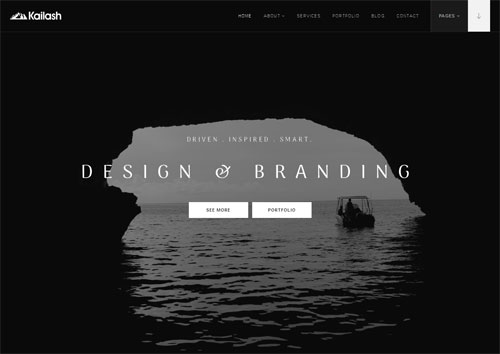 Kailash
HOME ABOUT SERVICES PORTFOLIO BLOG CONTACT PAGES
DRIVEN . INSPIRED . SMART.
DESIGN & BRANDING
SEE MORE PORTFOLIO